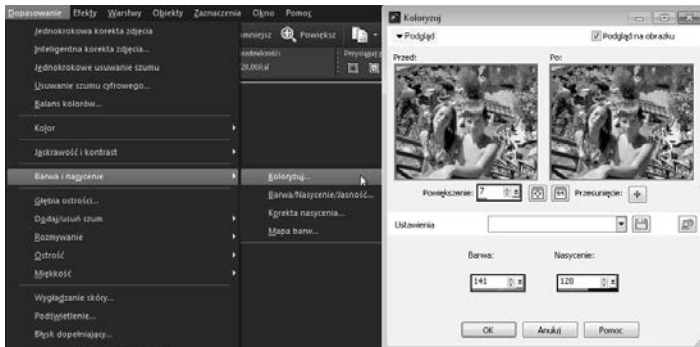 Dopasowanie Efekty Warstwy Obiekty Zaznaczenia Okno Pomoc
Jednokrokowa korekta zdjęcia
Inteligentna korekta zdjęcia...
Jednokrokowe usuwanie szumu
Usuwanie szumu cyfrowego...
Balans kolorów...
Kolor
Jaskrawość i kontrast
Barwa i nasycenie
Głębia ostrości...
Dodaj/usuń szum
Rozmywanie
Ostrość
Miękkość
Wygładzanie skóry...
Podświetlenie...
Błysk dopełniający...
mniejsz Powiększ
Koloryzuj...
Barwa/Nasycenie/Jasność...
Korekta nasycenia...
Mapa barw...
Koloryzuj
Podgląd
Podgląd na obrazku
Przed:
Po:
Powiększenie: 7
Przesunięcie:
Ustawienia
Barwa:
Nasycenie:
141
120
OK
Anuluj
Pomoc